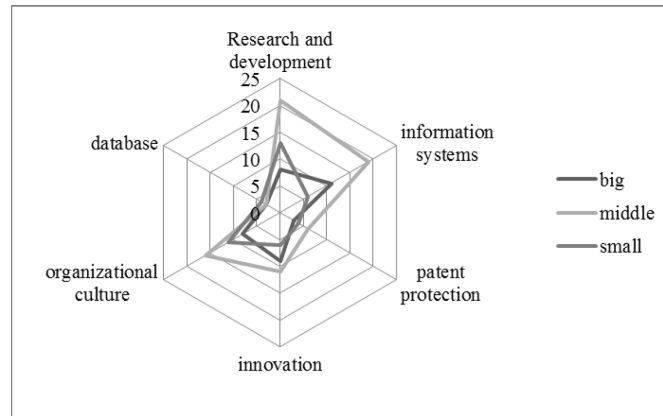 Research and
development
25
20
15
10
5
0
information
systems
patent
protection
innovation
organizational
culture
database
big
middle
small